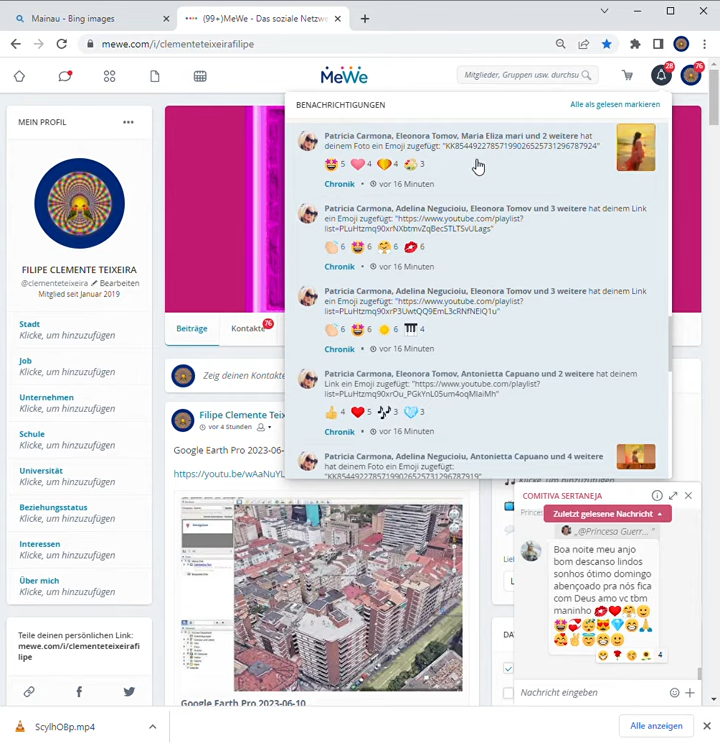 Mainau - Bing images
(99+)MeWe - Das soziale Netzwe
mewe.com/i/clementeteixeirafilipe
MeWe
Mitglieder, Gruppen usw. durchsu
28
76
MEIN PROFIL
FILIPE CLEMENTE TEIXEIRA
@clementeteixeira Bearbeiten
Mitglied seit Januar 2019
Stadt
Klicke, um hinzuzufügen
Job
Klicke, um hinzuzufügen
Unternehmen
Klicke, um hinzuzufügen
Schule
Klicke, um hinzuzufügen
Universität
Klicke, um hinzuzufügen
Beziehungsstatus
Klicke, um hinzuzufügen
Interessen
Klicke, um hinzuzufügen
Über mich
Klicke, um hinzuzufügen
Teile deinen persönlichen Link:
mewe.com/i/clementeteixeirafi
lipe
Beiträge
Kontakte
76
Zeig deinen Kontakte
Filipe Clemente Teix
vor 4 Stunden
Google Earth Pro 2023-06-
https://youtu.be/wAaNuYL
Google Earth Pro 2023-06-10
BENACHRICHTIGUNGEN
Alle als gelesen markieren
Patricia Carmona, Eleonora Tomov, Maria Eliza mari und 2 weitere hat
deinem Foto ein Emoji zugefügt: "KK85449227857199026525731296787924"
5 4 4 3
Chronik • vor 16 Minuten
Patricia Carmona, Adelina Negucioiu, Eleonora Tomov und 3 weitere hat deinem Link
ein Emoji zugefügt: "https://www.youtube.com/playlist?
list=PLuHtzmq90xrNXbtmvZqBecSTLTSvULags"
6 6 6 6
Chronik • vor 16 Minuten
Patricia Carmona, Adelina Negucioiu, Eleonora Tomov und 3 weitere hat deinem Link
ein Emoji zugefügt: "https://www.youtube.com/playlist?
list=PLuHtzmq90xrP3UwtQQ9EmL3cRNfNElQ1u"
6 6 6 4
Chronik • vor 16 Minuten
Patricia Carmona, Eleonora Tomov, Antonietta Capuano und 2 weitere hat deinem
Link ein Emoji zugefügt: "https://www.youtube.com/playlist?
list=PLuHtzmq90xrOu_PGkYnL05um4oqMlaiMh"
4 5 3 3
Chronik • vor 16 Minuten
Patricia Carmona, Adelina Negucioiu, Antonietta Capuano und 4 weitere
hat deinem Foto ein Emoji zugefügt:
"KK85449227857199026525731296787919"
COMITIVA SERTANEJA
Zuletzt gelesene Nachricht
„@Princesa Guerr... “
Boa noite meu anjo
bom descanso lindos
sonhos ótimo domingo
abençoado pra nós fica
com Deus amo vc tbm
maninho
4
Nachricht eingeben
ScylhOBp.mp4
Alle anzeigen